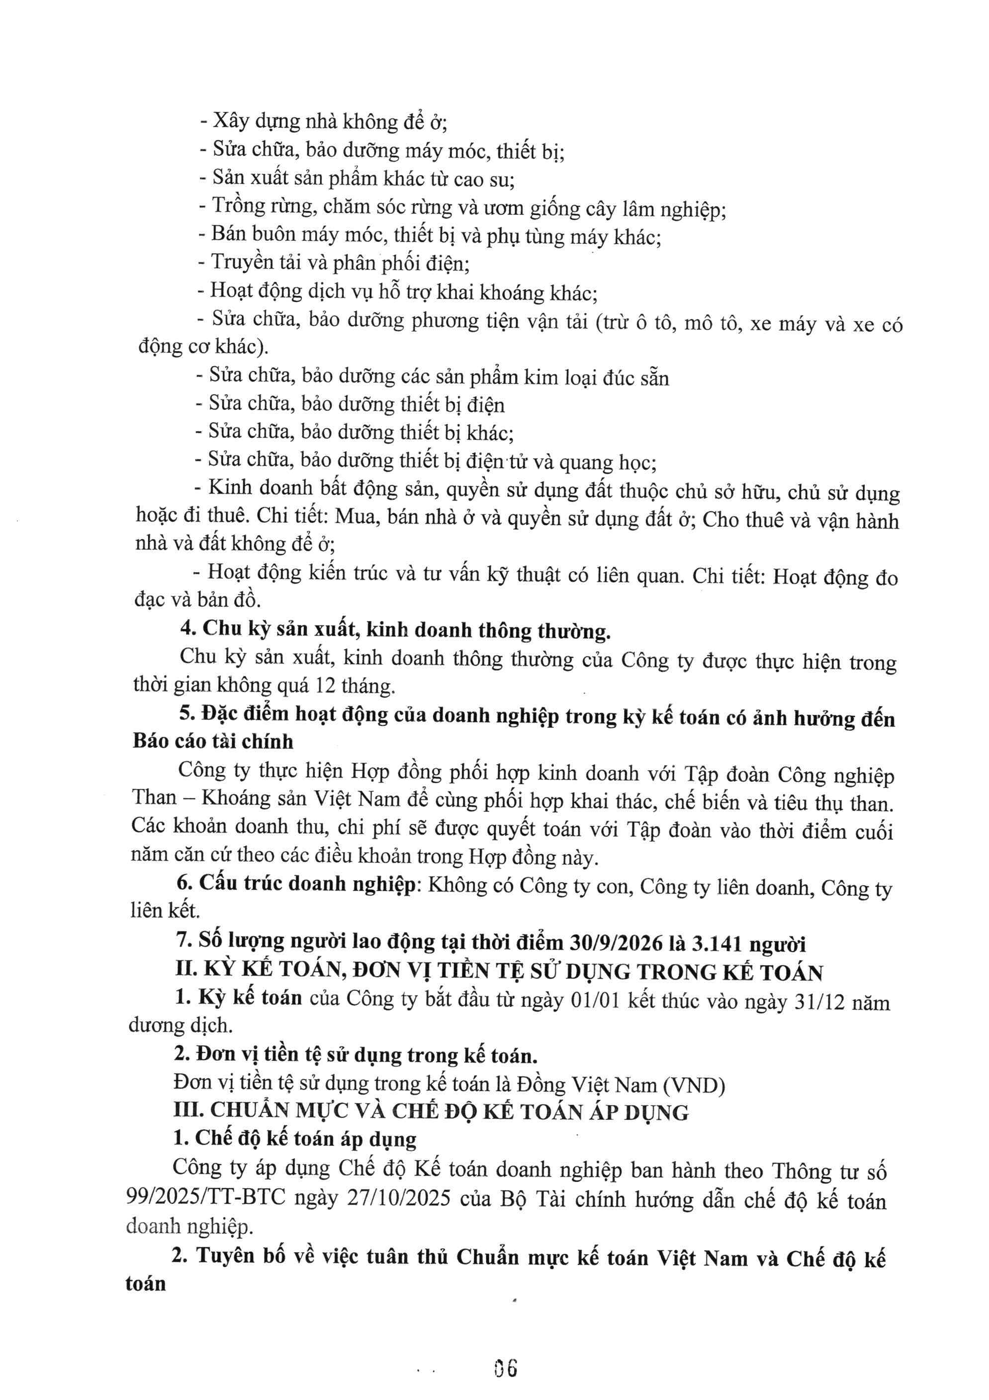 - Xây dựng nhà không để ở;
- Sửa chữa, bảo dưỡng máy móc, thiết bị;
- Sản xuất sản phẩm khác từ cao su;
- Trồng rừng, chăm sóc rừng và ươm giống cây lâm nghiệp;
- Bán buôn máy móc, thiết bị và phụ tùng máy khác;
- Truyền tải và phân phối điện;
- Hoạt động dịch vụ hỗ trợ khai khoáng khác;
- Sửa chữa, bảo dưỡng phương tiện vận tải (trừ ô tô, mô tô, xe máy và xe có
động cơ khác).
- Sửa chữa, bảo dưỡng các sản phẩm kim loại đúc sẵn
- Sửa chữa, bảo dưỡng thiết bị điện
- Sửa chữa, bảo dưỡng thiết bị khác;
- Sửa chữa, bảo dưỡng thiết bị điện tử và quang học;
- Kinh doanh bất động sản, quyền sử dụng đất thuộc chủ sở hữu, chủ sử dụng
hoặc đi thuê. Chi tiết: Mua, bán nhà ở và quyền sử dụng đất ở; Cho thuê và vận hành
nhà và đất không để ở;
- Hoạt động kiến trúc và tư vấn kỹ thuật có liên quan. Chi tiết: Hoạt động đo
đạc và bản đồ.
4. Chu kỳ sản xuất, kinh doanh thông thường.
Chu kỳ sản xuất, kinh doanh thông thường của Công ty được thực hiện trong
thời gian không quá 12 tháng.
5. Đặc điểm hoạt động của doanh nghiệp trong kỳ kế toán có ảnh hưởng đến
Báo cáo tài chính
Công ty thực hiện Hợp đồng phối hợp kinh doanh với Tập đoàn Công nghiệp
Than – Khoáng sản Việt Nam để cùng phối hợp khai thác, chế biến và tiêu thụ than.
Các khoản doanh thu, chi phí sẽ được quyết toán với Tập đoàn vào thời điểm cuối
năm căn cứ theo các điều khoản trong Hợp đồng này.
6. Cấu trúc doanh nghiệp: Không có Công ty con, Công ty liên doanh, Công ty
liên kết.
7. Số lượng người lao động tại thời điểm 30/9/2026 là 3.141 người
II. KỲ KẾ TOÁN, ĐƠN VỊ TIỀN TỆ SỬ DỤNG TRONG KẾ TOÁN
1. Kỳ kế toán của Công ty bắt đầu từ ngày 01/01 kết thúc vào ngày 31/12 năm
dương dịch.
2. Đơn vị tiền tệ sử dụng trong kế toán.
Đơn vị tiền tệ sử dụng trong kế toán là Đồng Việt Nam (VND)
III. CHUẨN MỰC VÀ CHẾ ĐỘ KẾ TOÁN ÁP DỤNG
1. Chế độ kế toán áp dụng
Công ty áp dụng Chế độ Kế toán doanh nghiệp ban hành theo Thông tư số
99/2025/TT-BTC ngày 27/10/2025 của Bộ Tài chính hướng dẫn chế độ kế toán
doanh nghiệp.
2. Tuyên bố về việc tuân thủ Chuẩn mực kế toán Việt Nam và Chế độ kế
toán
06